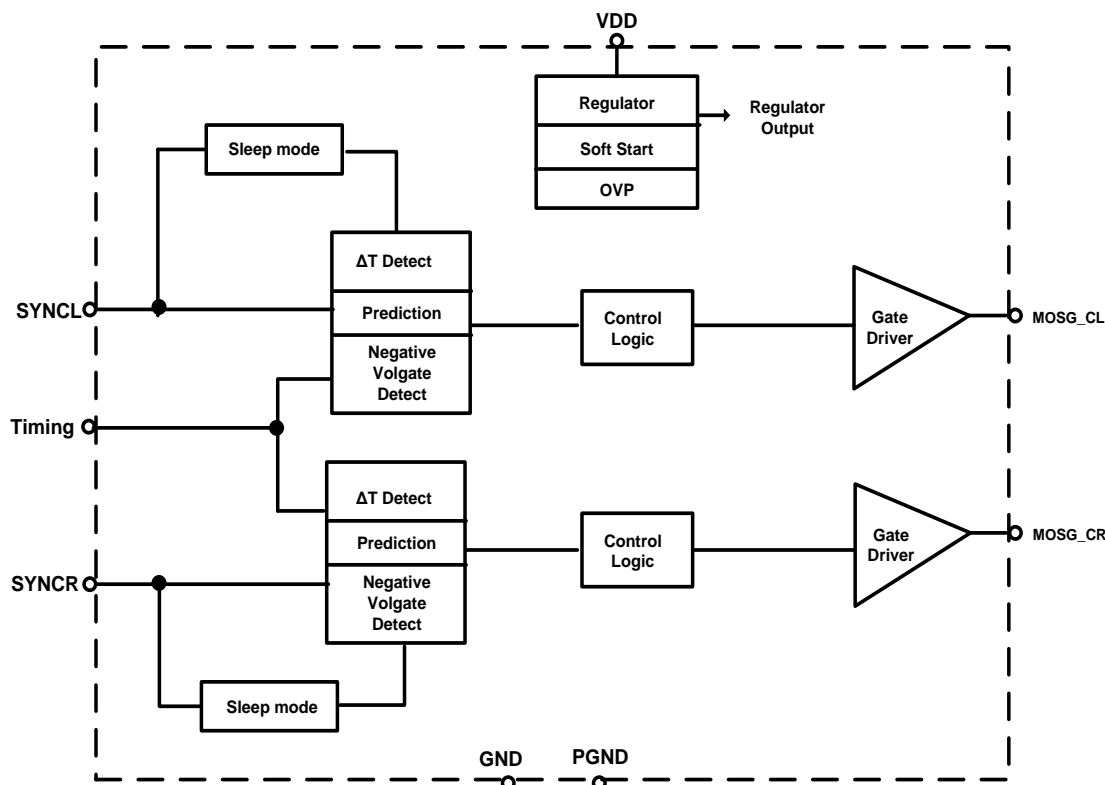 VDD
Regulator
Regulator
Output
Soft Start
OVP
Sleep mode
ΔT Detect
SYNCL
Prediction
Negative
Volgate
Detect
Control
Logic
Gate
Driver
MOSG_CL
Timing
ΔT Detect
Prediction
SYNCR
Negative
Volgate
Detect
Control
Logic
Gate
Driver
MOSG_CR
Sleep mode
GND
PGND